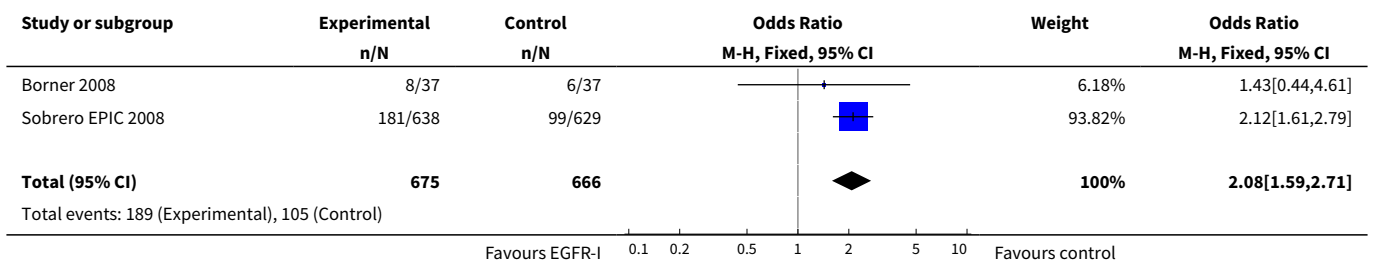 Study or subgroup Experimental Control Odds Ratio Weight Odds Ratio
n/N n/N M-H, Fixed, 95% CI M-H, Fixed, 95% CI
Borner 2008 8/37 6/37 6.18% 1.43[0.44,4.61]
Sobrero EPIC 2008 181/638 99/629 93.82% 2.12[1.61,2.79]
Total (95% CI) 675 666 100% 2.08[1.59,2.71]
Total events: 189 (Experimental), 105 (Control)
Favours EGFR-I 0.1 0.2 0.5 1 2 5 10 Favours control